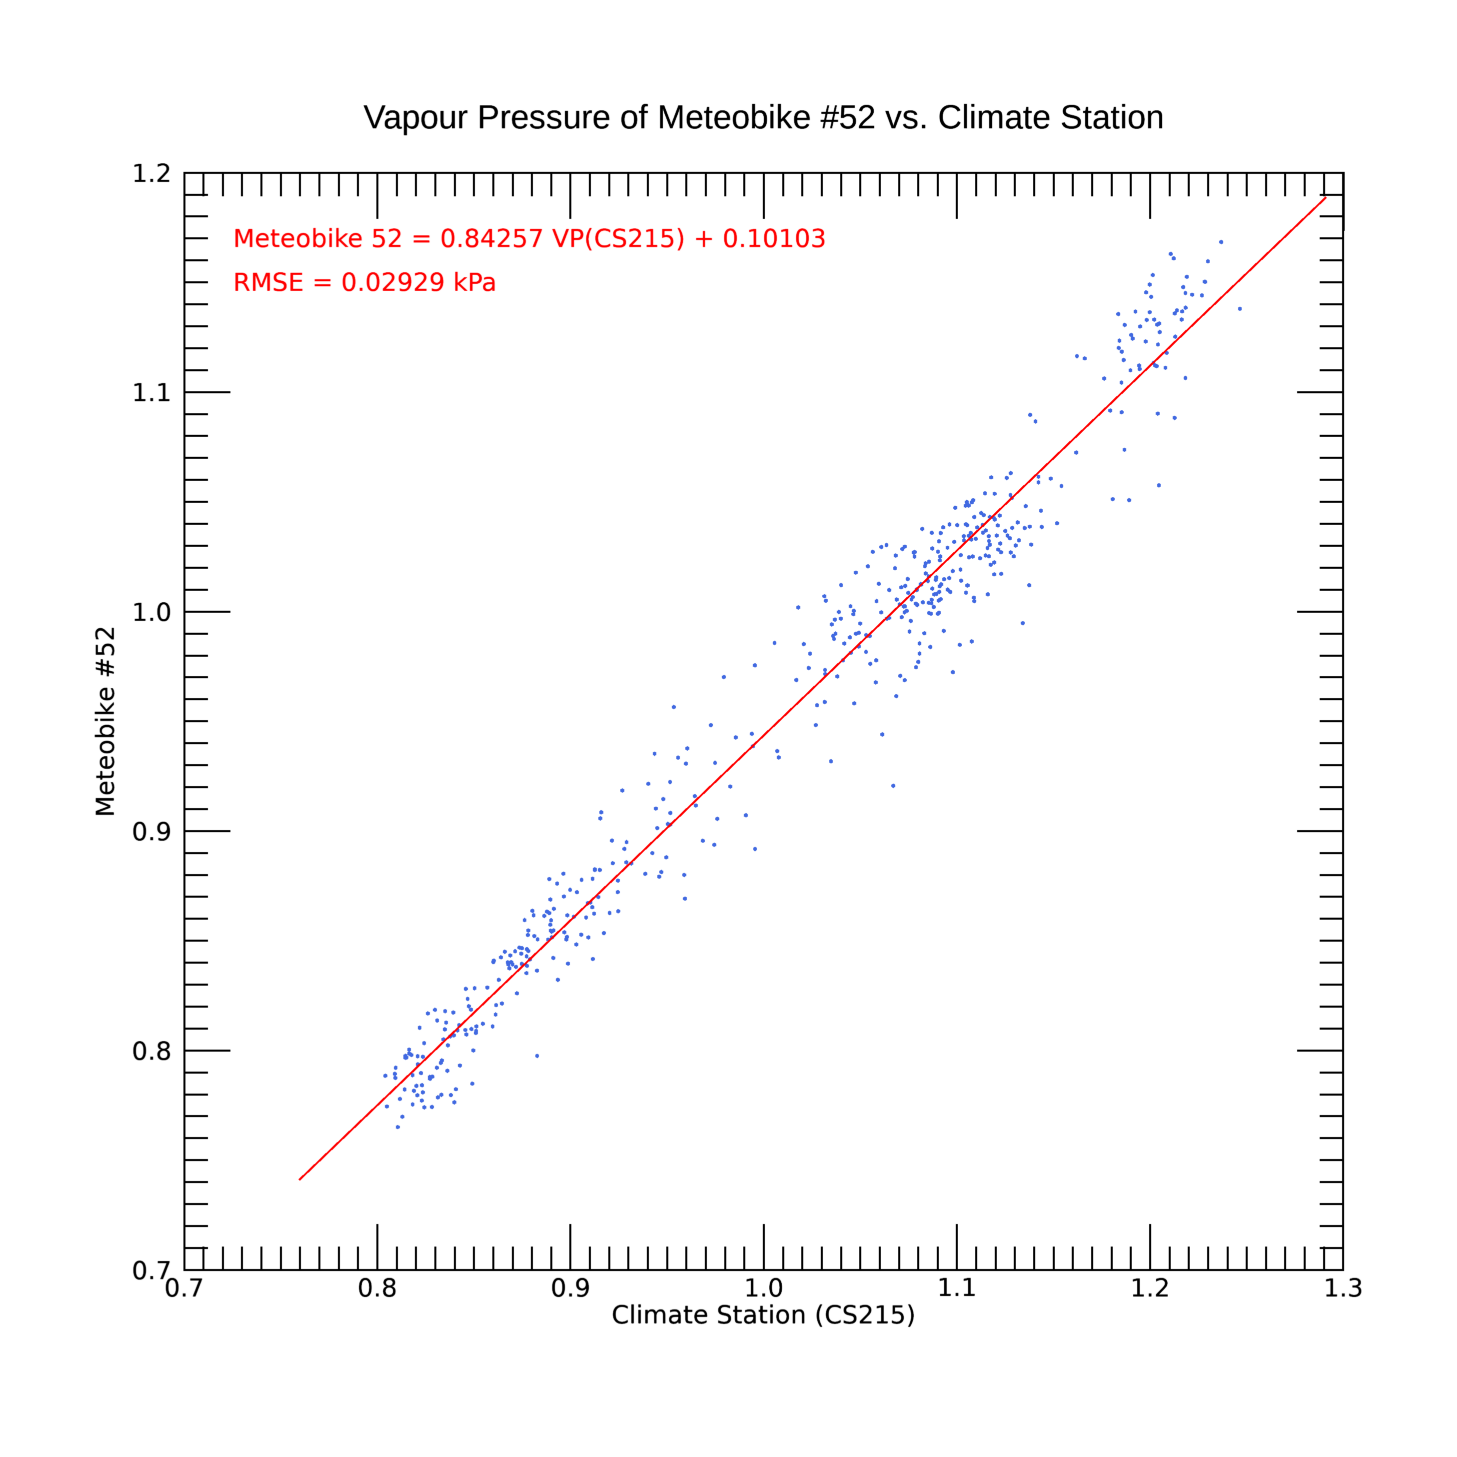 Vapour Pressure of Meteobike #52 vs. Climate Station
1.2
Meteobike 52 = 0.84257 VP(CS215) + 0.10103
RMSE = 0.02929 kPa
1.1
1.0
Meteobike #52
0.9
0.8
0.7
0.7 0.8 0.9 1.0 1.1 1.2 1.3
Climate Station (CS215)